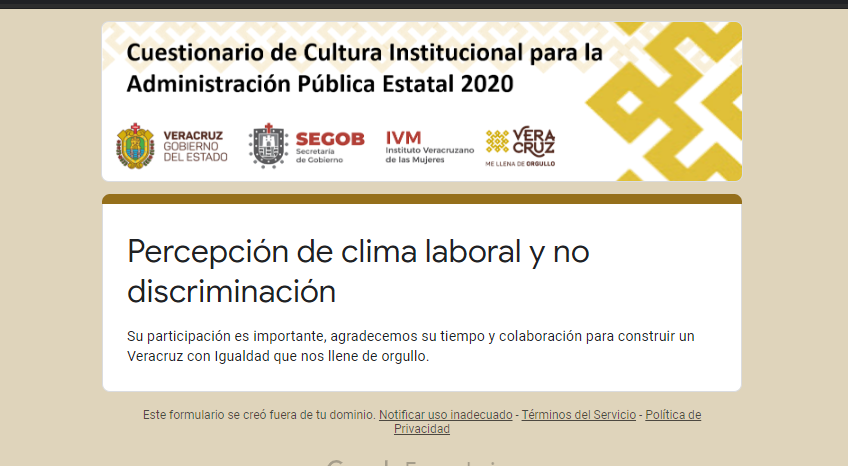 Cuestionario de Cultura Institucional para la
Administración Pública Estatal 2020
VERACRUZ
GOBIERNO
DEL ESTADO
SEGOB
Secretaría
de Gobierno
IVM
Instituto Veracruzano
de las Mujeres
VERA
CRUZ
ME LLENA DE ORGULLO
Percepción de clima laboral y no
discriminación
Su participación es importante, agradecemos su tiempo y colaboración para construir un
Veracruz con Igualdad que nos llene de orgullo.
Este formulario se creó fuera de tu dominio. Notificar uso inadecuado - Términos del Servicio - Política de
Privacidad